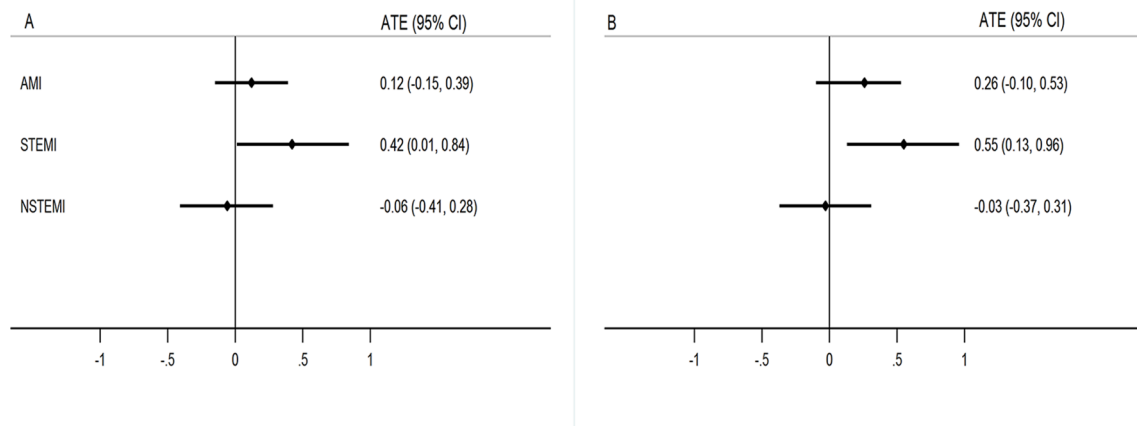 A ATE (95% CI)
AMI 0.12 (-0.15, 0.39)
STEMI 0.42 (0.01, 0.84)
NSTEMI -0.06 (-0.41, 0.28)
-1 -.5 0 .5 1
B ATE (95% CI)
0.26 (-0.10, 0.53)
0.55 (0.13, 0.96)
-0.03 (-0.37, 0.31)
-1 -.5 0 .5 1